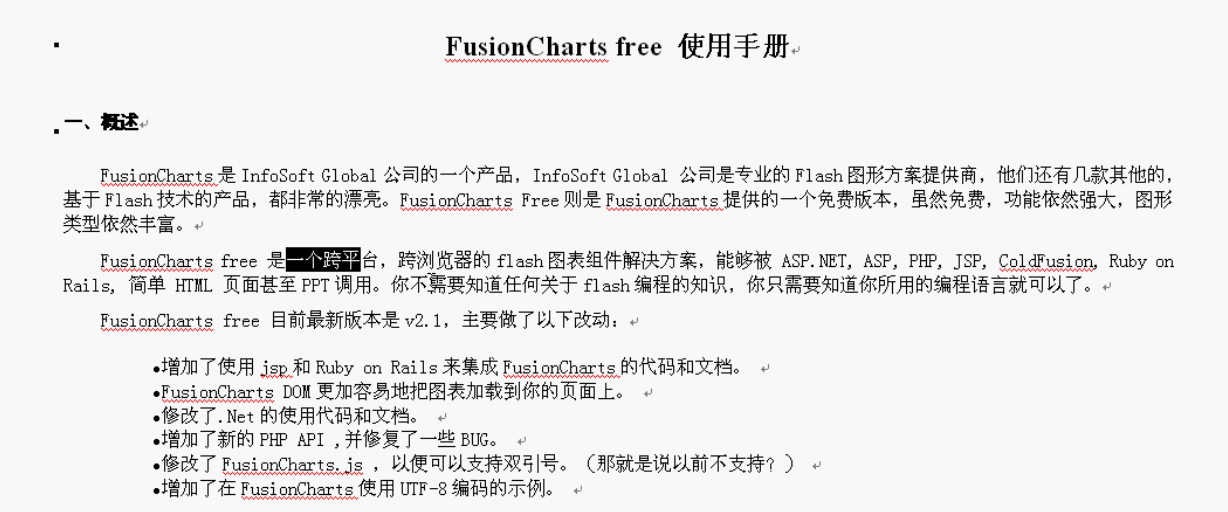 FusionCharts free 使用手册
一、概述
FusionCharts 是 InfoSoft Global 公司的一个产品，InfoSoft Global 公司是专业的 Flash 图形方案提供商，他们还有几款其他的，
基于 Flash 技术的产品，都非常的漂亮。FusionCharts Free 则是 FusionCharts 提供的一个免费版本，虽然免费，功能依然强大，图形
类型依然丰富。
FusionCharts free 是一个跨平台，跨浏览器的 flash 图表组件解决方案，能够被 ASP.NET, ASP, PHP, JSP, ColdFusion, Ruby on
Rails, 简单 HTML 页面甚至 PPT 调用。你不需要知道任何关于 flash 编程的知识，你只需要知道你所用的编程语言就可以了。
FusionCharts free 目前最新版本是 v2.1，主要做了以下改动：
•增加了使用 jsp 和 Ruby on Rails 来集成 FusionCharts 的代码和文档。
•FusionCharts DOM 更加容易地把图表加载到你的页面上。
•修改了.Net 的使用代码和文档。
•增加了新的 PHP API ,并修复了一些 BUG。
•修改了 FusionCharts.js ，以便可以支持双引号。（那就是说以前不支持？）
•增加了在 FusionCharts 使用 UTF-8 编码的示例。